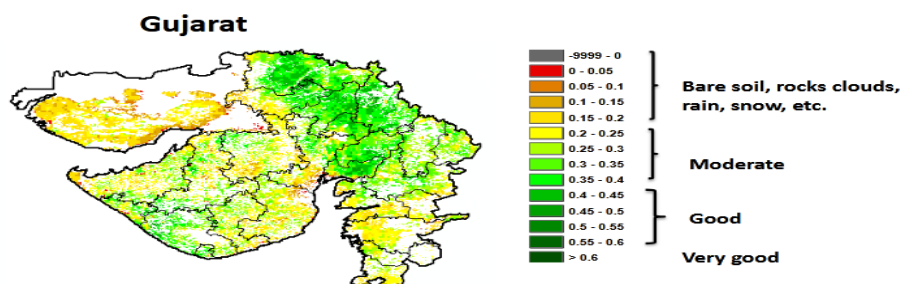 Gujarat
-9999 - 0
0 - 0.05
0.05 - 0.1
0.1 - 0.15
0.15 - 0.2
0.2 - 0.25
0.25 - 0.3
0.3 - 0.35
0.35 - 0.4
0.4 - 0.45
0.45 - 0.5
0.5 - 0.55
0.55 - 0.6
> 0.6
Bare soil, rocks clouds,
rain, snow, etc.
Moderate
Good
Very good